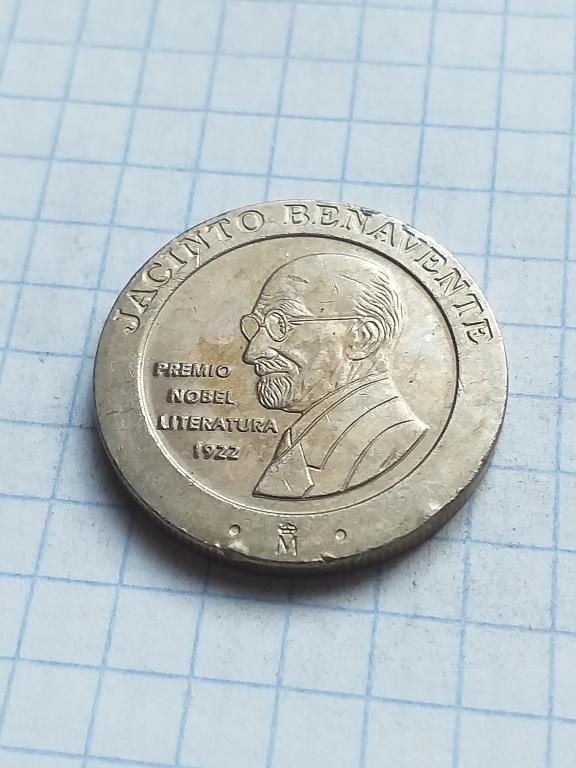 JACINTO BENAVENTE
PREMIO
NOBEL
LITERATURA
1922
M